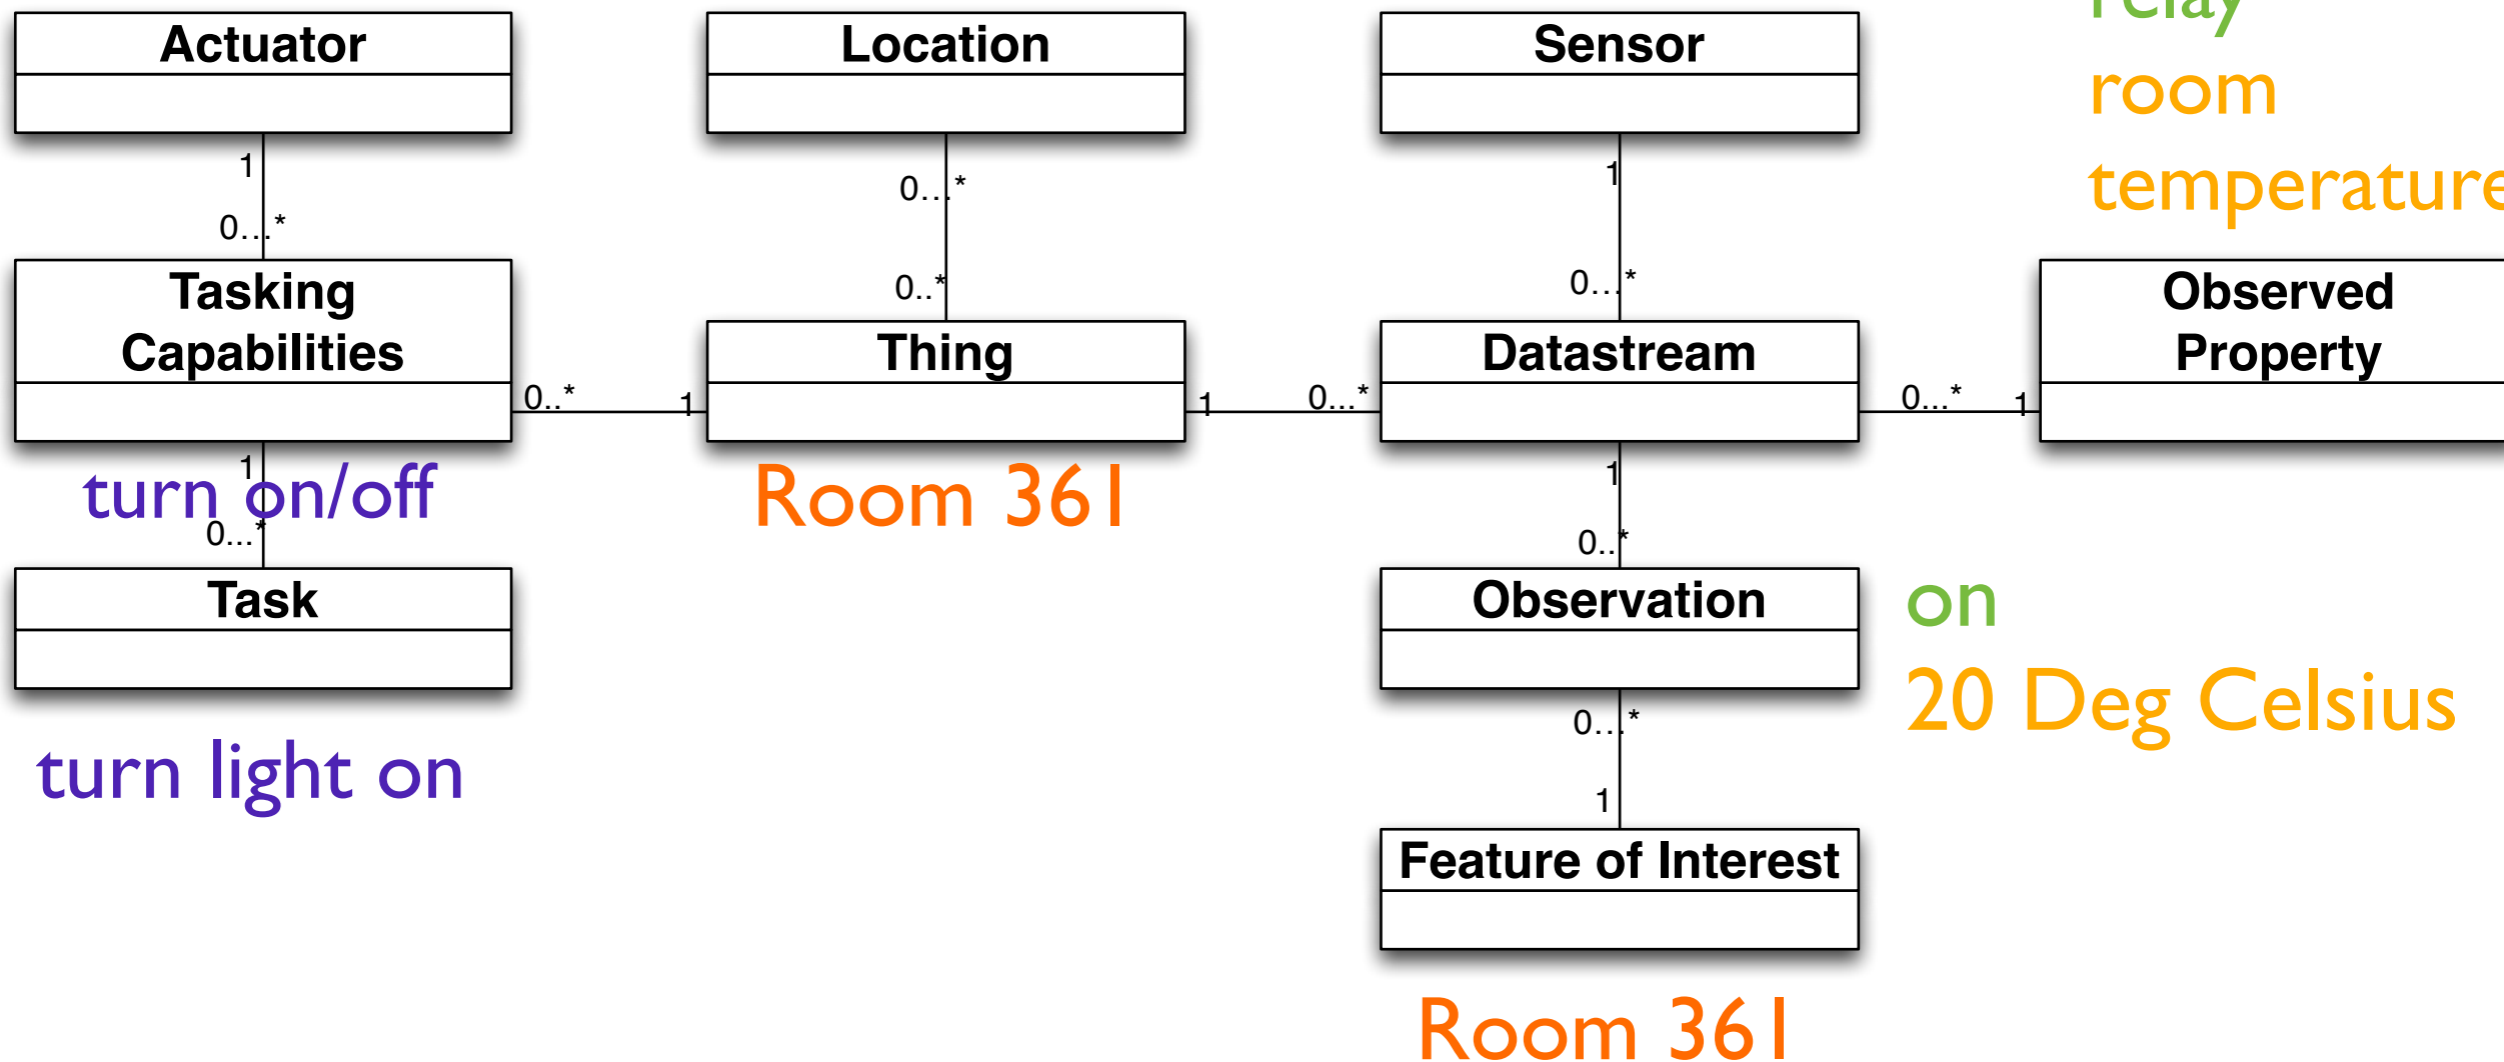 Actuator
Location
Sensor
relay
room
temperature
1
0...*
0...*
0..*
1
0...*
Tasking
Capabilities
Thing
Datastream
Observed
Property
0..*
1
1
0...*
0...*
1
1
turn on/off
0...*
Room 361
1
0..*
Task
Observation
on
20 Deg Celsius
turn light on
0...*
1
Feature of Interest
Room 361